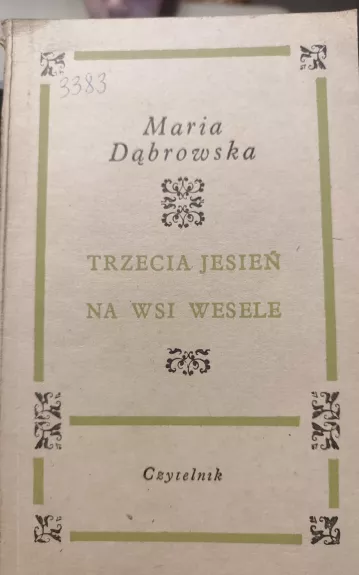 3383
Maria
Dąbrowska
TRZECIA JESIEŃ
NA WSI WESELE
Czytelnik